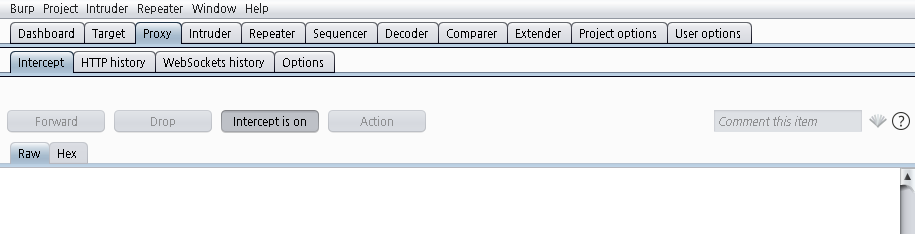 Burp Project Intruder Repeater Window Help
Dashboard Target Proxy Intruder Repeater Sequencer Decoder Comparer Extender Project options User options
Intercept HTTP history WebSockets history Options
Forward Drop Intercept is on Action Comment this item ?
Raw Hex